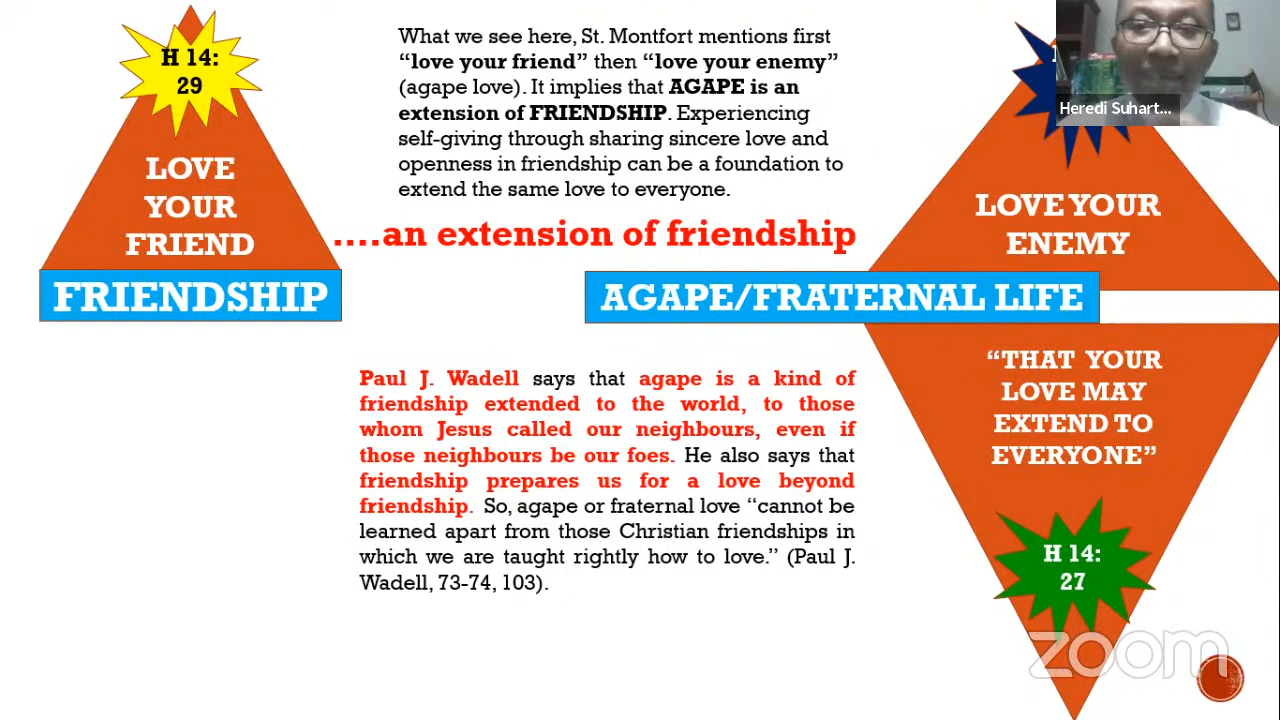 H 14:
29
LOVE
YOUR
FRIEND
FRIENDSHIP
What we see here, St. Montfort mentions first
“love your friend” then “love your enemy”
(agape love). It implies that AGAPE is an
extension of FRIENDSHIP. Experiencing
self-giving through sharing sincere love and
openness in friendship can be a foundation to
extend the same love to everyone.
....an extension of friendship
Heredi Suhart...
LOVE YOUR
ENEMY
AGAPE/FRATERNAL LIFE
Paul J. Wadell says that agape is a kind of
friendship extended to the world, to those
whom Jesus called our neighbours, even if
those neighbours be our foes. He also says that
friendship prepares us for a love beyond
friendship. So, agape or fraternal love “cannot be
learned apart from those Christian friendships in
which we are taught rightly how to love.” (Paul J.
Wadell, 73-74, 103).
“THAT YOUR
LOVE MAY
EXTEND TO
EVERYONE”
H 14:
27
zoom